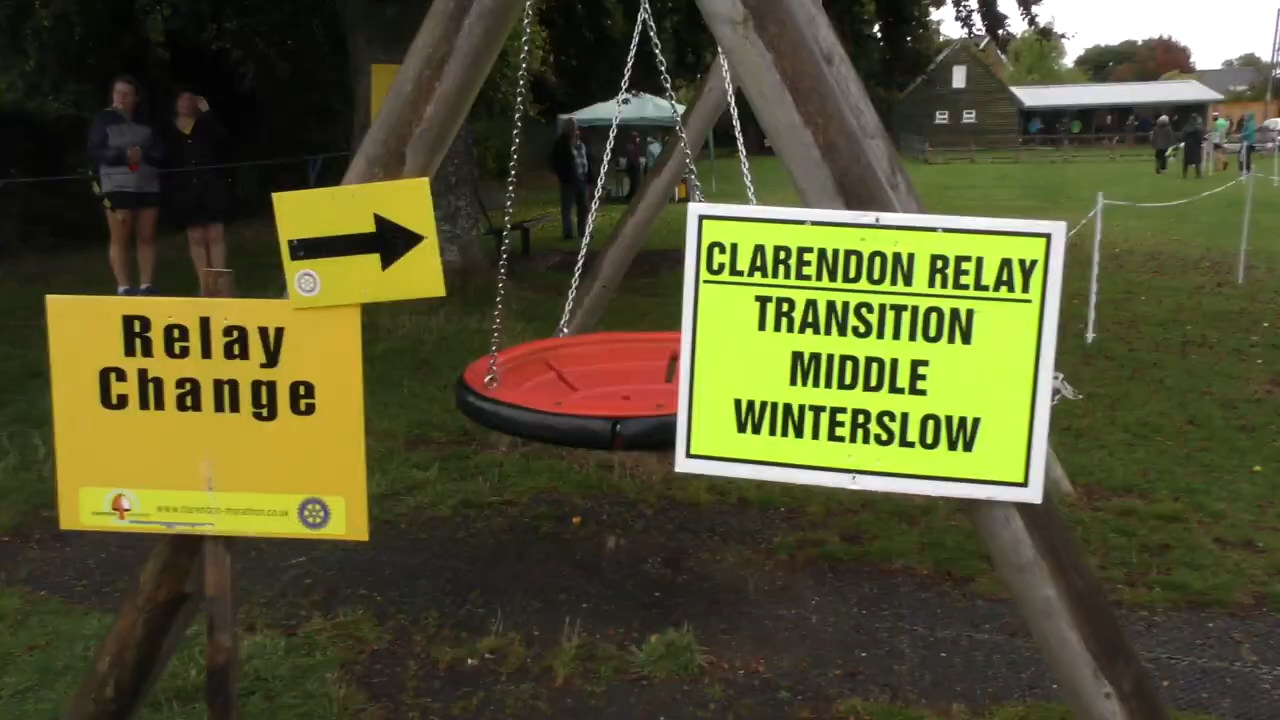 Relay
Change
www.clarendon-marathon.co.uk
CLARENDON RELAY
TRANSITION
MIDDLE
WINTERSLOW